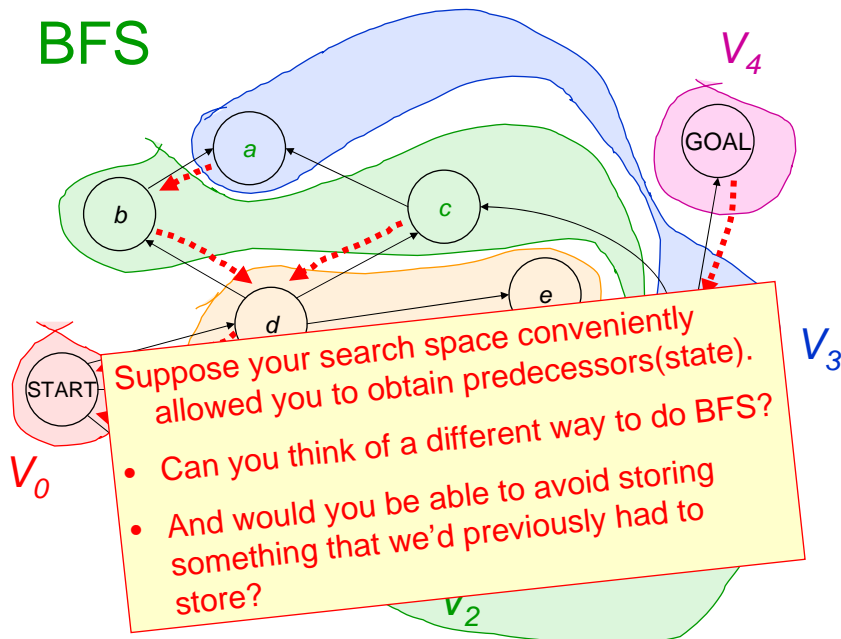 BFS
V4
a
GOAL
b
c
e
d
START
V3
V0
Suppose your search space conveniently
allowed you to obtain predecessors(state).
• Can you think of a different way to do BFS?
• And would you be able to avoid storing
something that we'd previously had to
store?
V2